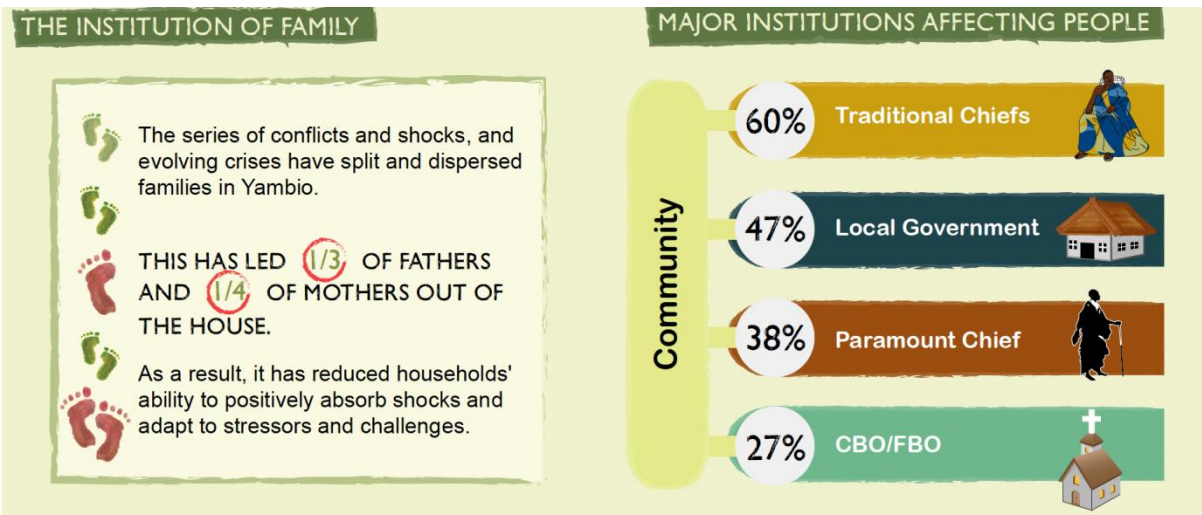 THE INSTITUTION OF FAMILY
The series of conflicts and shocks, and
evolving crises have split and dispersed
families in Yambio.
THIS HAS LED 1/3 OF FATHERS
AND 1/4 OF MOTHERS OUT OF
THE HOUSE.
As a result, it has reduced households'
ability to positively absorb shocks and
adapt to stressors and challenges.
MAJOR INSTITUTIONS AFFECTING PEOPLE
Community
60% Traditional Chiefs
47% Local Government
38% Paramount Chief
27% CBO/FBO